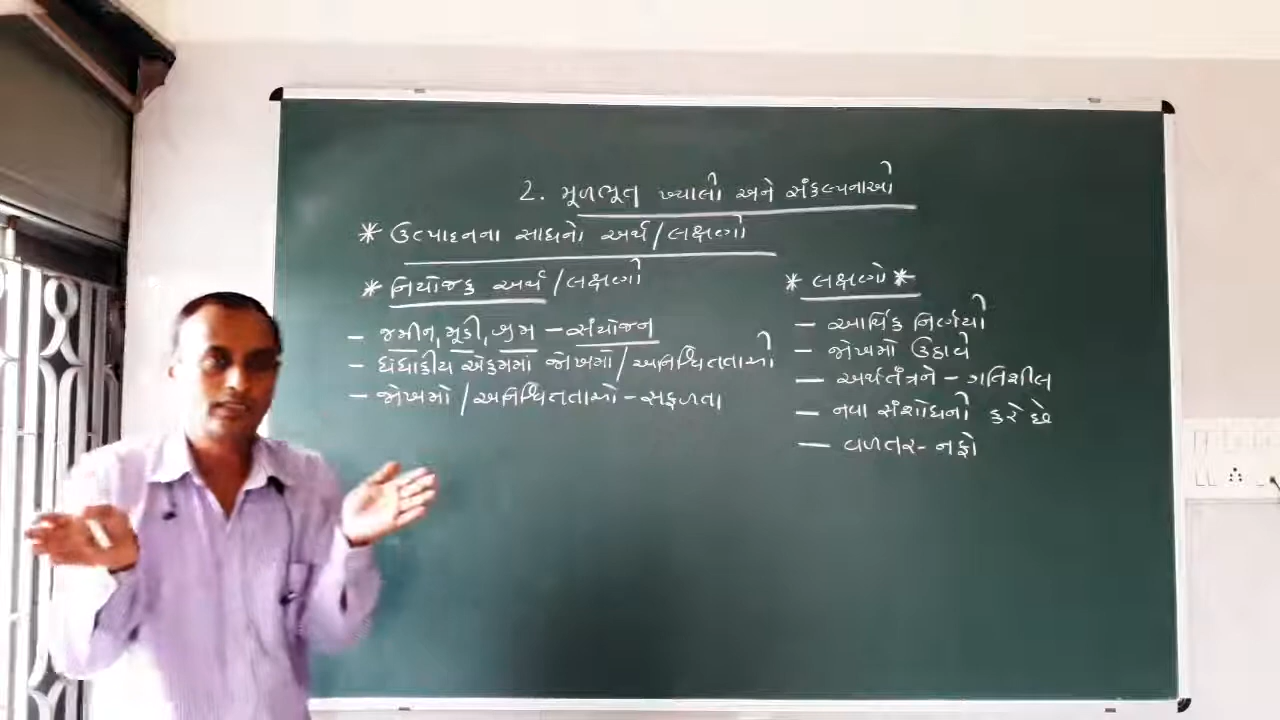 2. મૂળભૂત ખ્યાલો અને સંકલ્પનાઓ
* ઉત્પાદનના સાધનો અર્થ/લક્ષણો
* નિયોજક અર્થ/લક્ષણો
- જમીન, મૂડી, શ્રમ - સંયોજન
- ધંધાકીય એકમમાં જોખમો/અનિશ્ચિતતાઓ
- જોખમો/અનિશ્ચિતતાઓ - સફળતા
* લક્ષણો *
- આર્થિક નિર્ણયો
- જોખમો ઉઠાવે
- અર્થતંત્રને - ગતિશીલ
- નવા સંશોધનો કરે છે
- વળતર - નફો